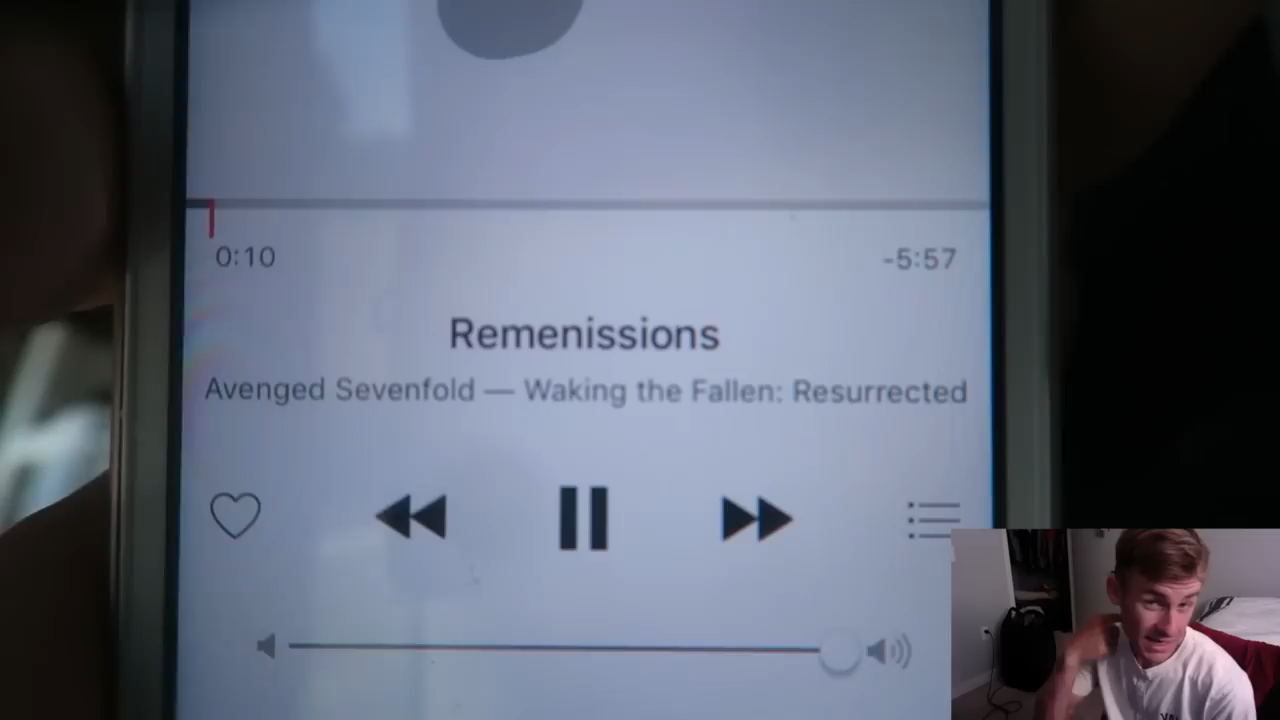 0:10 -5:57
Remenissions
Avenged Sevenfold — Waking the Fallen: Resurrected